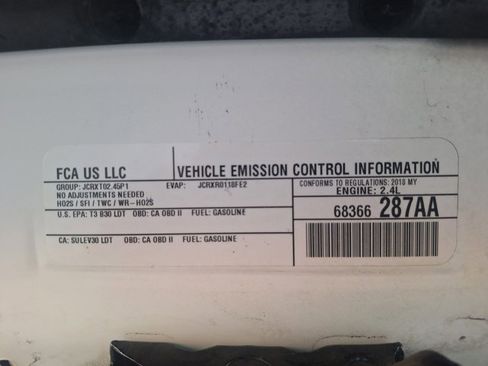 FCA US LLC VEHICLE EMISSION CONTROL INFORMATION
GROUP: JCRXT02.45P1 EVAP: JCRXR0118FE2
NO ADJUSTMENTS NEEDED
HO2S / SFI / TWC / WR-HO2S
CONFORMS TO REGULATIONS: 2018 MY
ENGINE: 2.4L
U.S. EPA: T3 B30 LDT OBD: CA OBD II FUEL: GASOLINE
68366 287AA
CA: SULEV30 LDT OBD: CA OBD II FUEL: GASOLINE